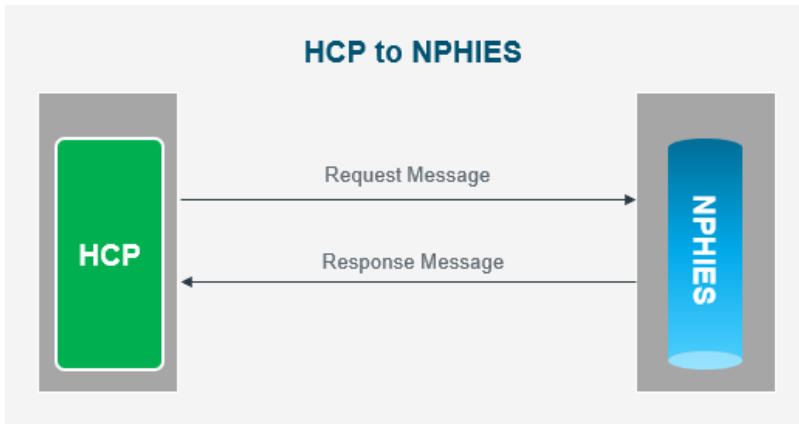 HCP to NPHIES
Request Message
HCP
NPHIES
Response Message